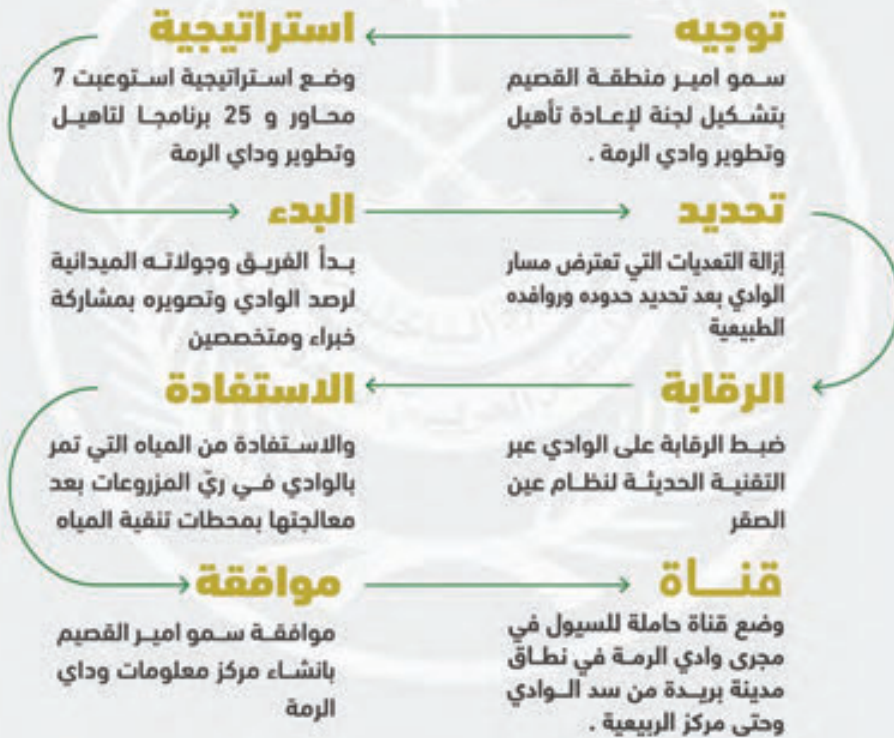 توجيه
سمو امير منطقة القصيم
بتشكيل لجنة لإعادة تأهيل
وتطوير وادي الرمة .
استراتيجية
وضع استراتيجية استوعبت 7
محاور و 25 برنامجا لتاهيل
وتطوير وداي الرمة
البدء
بدأ الفريق وجولاته الميدانية
لرصد الوادي وتصويره بمشاركة
خبراء ومتخصصين
تحديد
إزالة التعديات التي تعترض مسار
الوادي بعد تحديد حدوده وروافده
الطبيعية
الرقابة
ضبط الرقابة على الوادي عبر
التقنية الحديثة لنظام عين
الصقر
الاستفادة
والاستفادة من المياه التي تمر
بالوادي في ريّ المزروعات بعد
معالجتها بمحطات تنقية المياه
موافقة
موافقة سمو امير القصيم
بانشاء مركز معلومات وداي
الرمة
قناة
وضع قناة حاملة للسيول في
مجرى وادي الرمة في نطاق
مدينة بريدة من سد الوادي
وحتى مركز الربيعية .